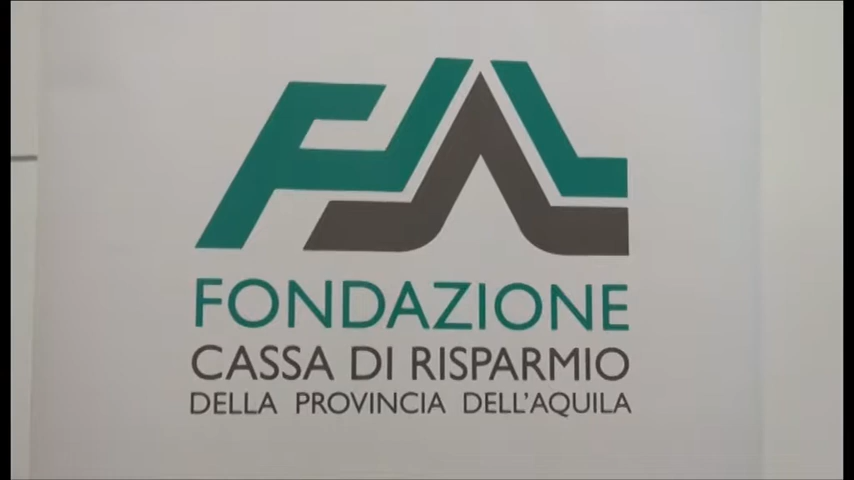 FONDAZIONE
CASSA DI RISPARMIO
DELLA PROVINCIA DELL'AQUILA